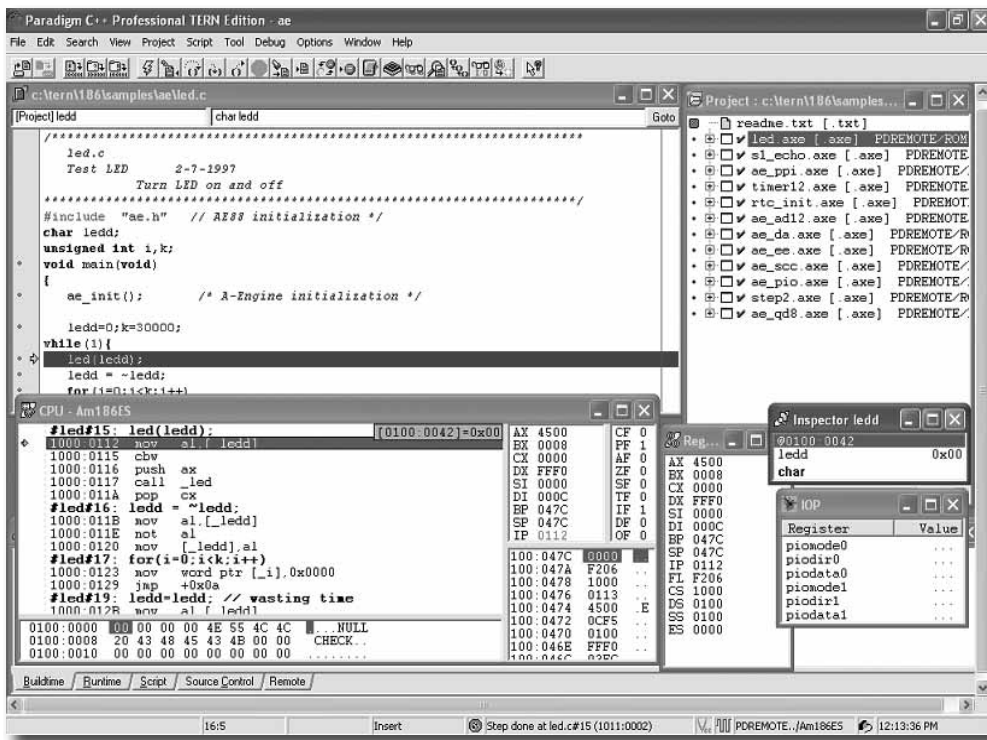 Paradigm C++ Professional TERN Edition - ae
File Edit Search View Project Script Tool Debug Options Window Help
c:\tern\186\samples\ae\led.c
[Project] ledd
char ledd
Goto
/**********************************************************************
led.c
Test LED 2-7-1997
Turn LED on and off
**********************************************************************/
#include "ae.h" // AE88 initialization */
char ledd;
unsigned int i,k;
void main(void)
{
ae_init(); /* A-Engine initialization */
ledd=0;k=30000;
while(1){
led(ledd);
ledd = ~ledd;
for(i=0;i<k;i++)
Project : c:\tern\186\samples...
readme.txt [.txt]
led.axe [.axe] PDREMOTE/ROM
s1_echo.axe [.axe] PDREMOTE
ae_ppi.axe [.axe] PDREMOTE/
timer12.axe [.axe] PDREMOTE/
rtc_init.axe [.axe] PDREMOT
ae_ad12.axe [.axe] PDREMOTE
ae_da.axe [.axe] PDREMOTE/R
ae_ee.axe [.axe] PDREMOTE/RO
ae_scc.axe [.axe] PDREMOTE/
ae_pio.axe [.axe] PDREMOTE/
step2.axe [.axe] PDREMOTE/R
ae_qd8.axe [.axe] PDREMOTE/
CPU - Am186ES
#led#15: led(ledd); [0100:0042]=0x00
1000:0112 mov al,[_ledd]
1000:0115 cbw
1000:0116 push ax
1000:0117 call _led
1000:011A pop cx
#led#16: ledd = ~ledd;
1000:011B mov al,[_ledd]
1000:011E not al
1000:0120 mov [_ledd],al
#led#17: for(i=0;i<k;i++)
1000:0123 mov word ptr [_i],0x0000
1000:0129 jmp +0x0a
#led#19: ledd=ledd; // wasting time
1000:012B mov al,[_ledd]
AX 4500
BX 0008
CX 0000
DX FFF0
SI 0000
DI 000C
BP 047C
SP 047C
IP 0112
CF 0
PF 1
AF 0
ZF 0
SF 0
TF 0
IF 1
DF 0
OF 0
100:047C 0000
100:047A F206 ..
100:0478 1000 ..
100:0476 0113 ..
100:0474 4500 .E
100:0472 0CF5 ..
100:0470 0100 ..
100:046E FFF0 ..
100:046C 03FC
0100:0000 00 00 00 00 4E 55 4C 4C ....NULL
0100:0008 20 43 48 45 43 4B 00 00 CHECK..
0100:0010 00 00 00 00 00 00 00 00 ........
Reg...
AX 4500
BX 0008
CX 0000
DX FFF0
SI 0000
DI 000C
BP 047C
SP 047C
IP 0112
FL F206
CS 1000
DS 0100
SS 0100
ES 0000
Inspector ledd
@0100:0042
ledd 0x00
char
IOP
Register Value
piomode0 ...
piodir0 ...
piodata0 ...
piomode1 ...
piodir1 ...
piodata1 ...
Buildtime Runtime Script Source Control Remote
16:5
Insert
Step done at led.c#15 (1011:0002)
PDREMOTE../Am186ES
12:13:36 PM